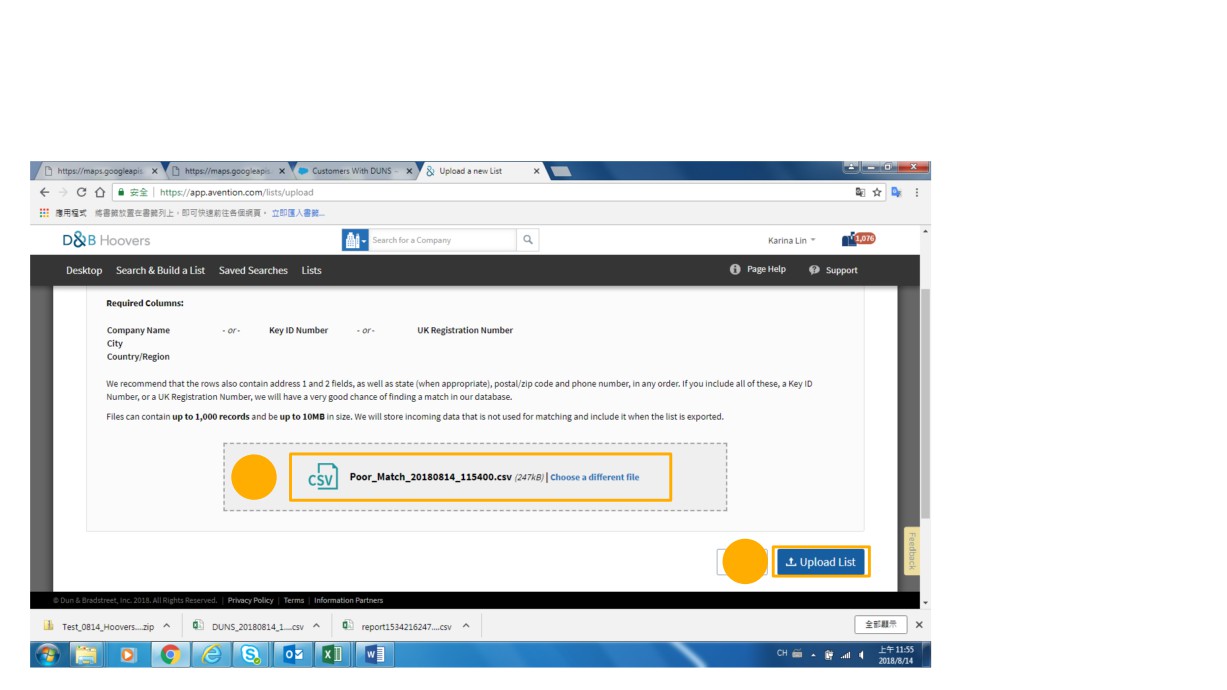 https://maps.googleapis. https://maps.googleapis. Customers With DUNS - Upload a new List
安全 https://app.avention.com/lists/upload
應用程式 將書籤放置在書籤列上，即可快速前往各個網頁。 立即匯入書籤...
D&B Hoovers Search for a Company Karina Lin 1,076
Desktop Search & Build a List Saved Searches Lists Page Help Support
Required Columns:
Company Name - or - Key ID Number - or - UK Registration Number
City
Country/Region
We recommend that the rows also contain address 1 and 2 fields, as well as state (when appropriate), postal/zip code and phone number, in any order. If you include all of these, a Key ID
Number, or a UK Registration Number, we will have a very good chance of finding a match in our database.
Files can contain up to 1,000 records and be up to 10MB in size. We will store incoming data that is not used for matching and include it when the list is exported.
CSV Poor_Match_20180814_115400.csv (247kB) | Choose a different file
Upload List
Feedback
© Dun & Bradstreet, Inc. 2018. All Rights Reserved. | Privacy Policy | Terms | Information Partners
Test_0814_Hoovers....zip DUNS_20180814_1....csv report1534216247....csv 全部顯示
CH 上午 11:55
2018/8/14